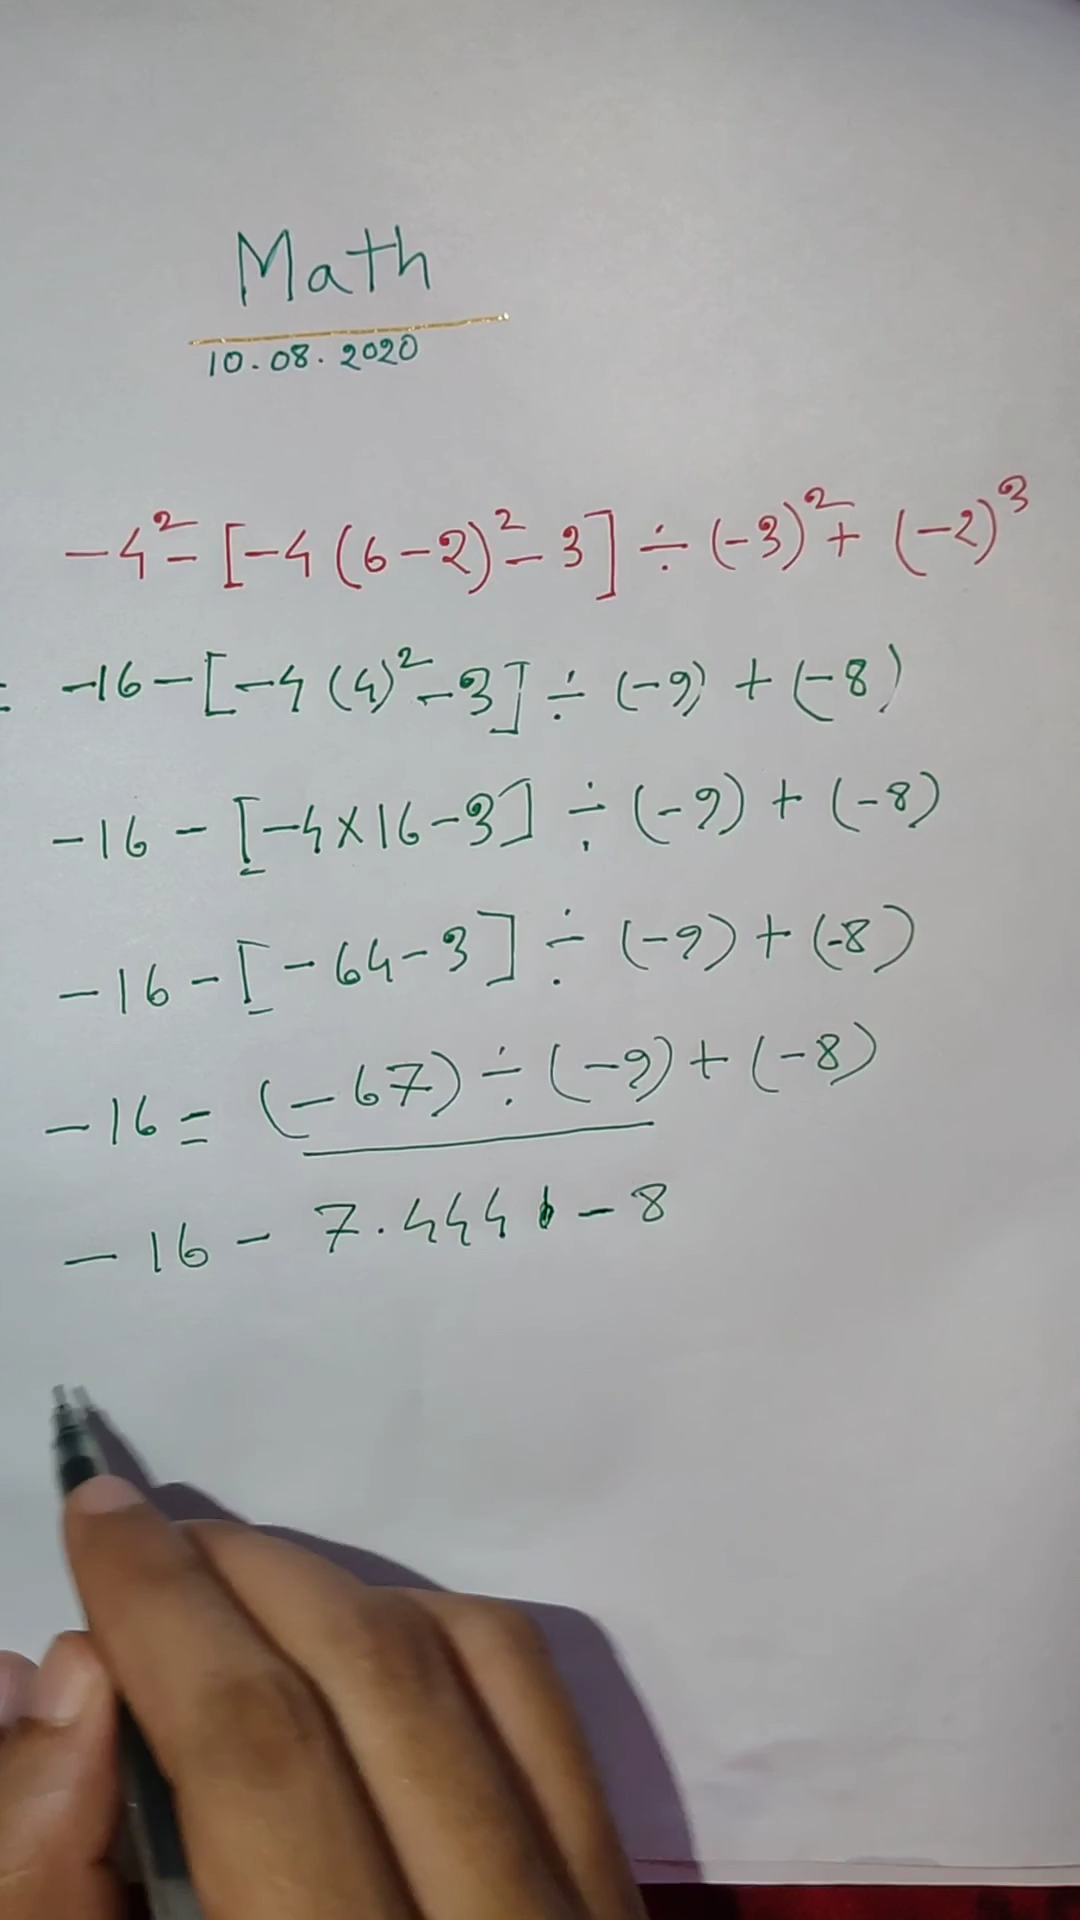 Math
10.08.2020
-4² - [-4(6-2)² - 3] ÷ (-3)² + (-2)³
= -16 - [-4(4)² - 3] ÷ (-9) + (-8)
-16 - [-4×16-3] ÷ (-9) + (-8)
-16 - [-64-3] ÷ (-9) + (-8)
-16 = (-67) ÷ (-9) + (-8)
-16 - 7.444 - 8